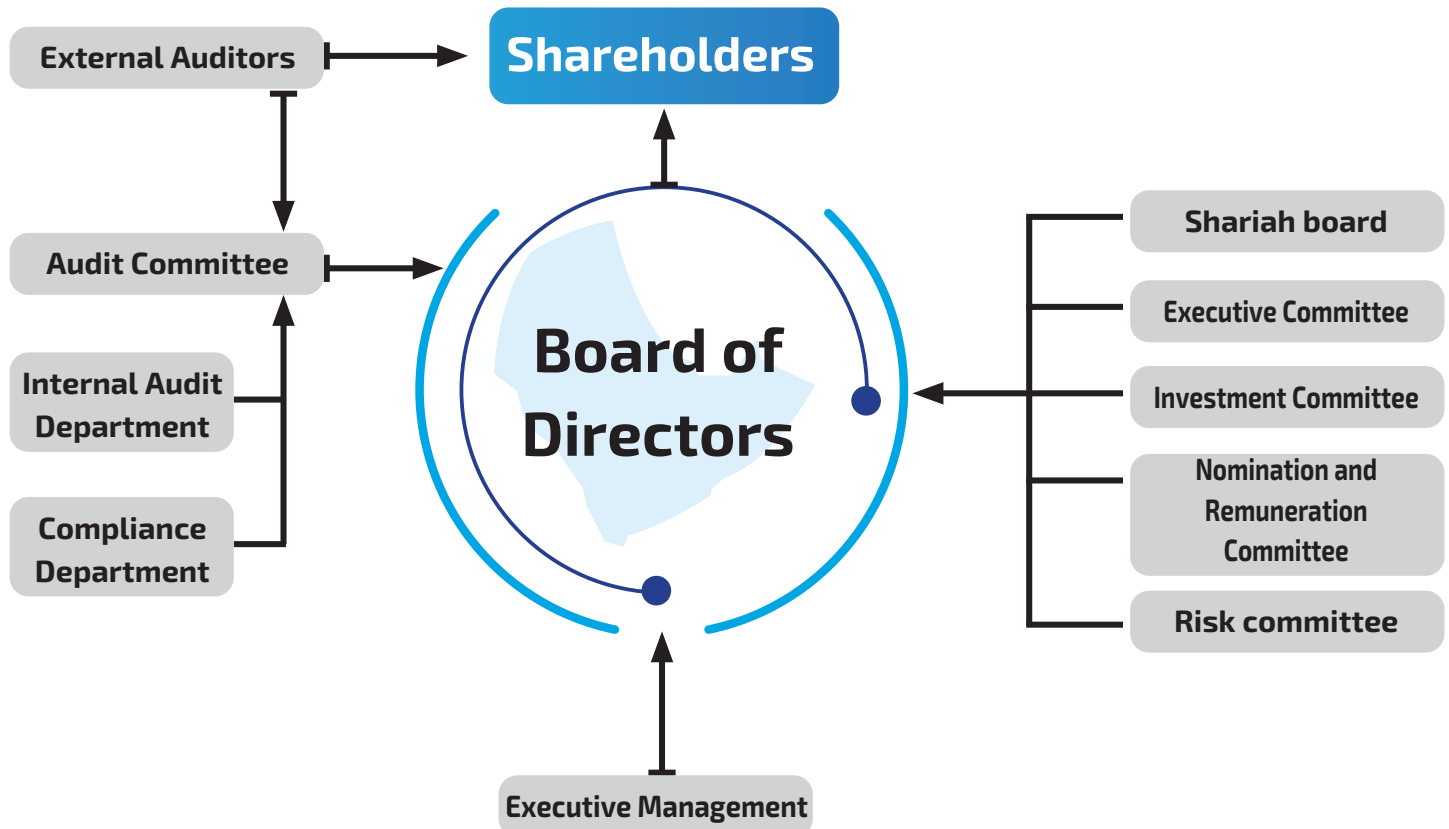 External Auditors
Shareholders
Audit Committee
Internal Audit
Department
Compliance
Department
Board of
Directors
Shariah board
Executive Committee
Investment Committee
Nomination and
Remuneration
Committee
Risk committee
Executive Management